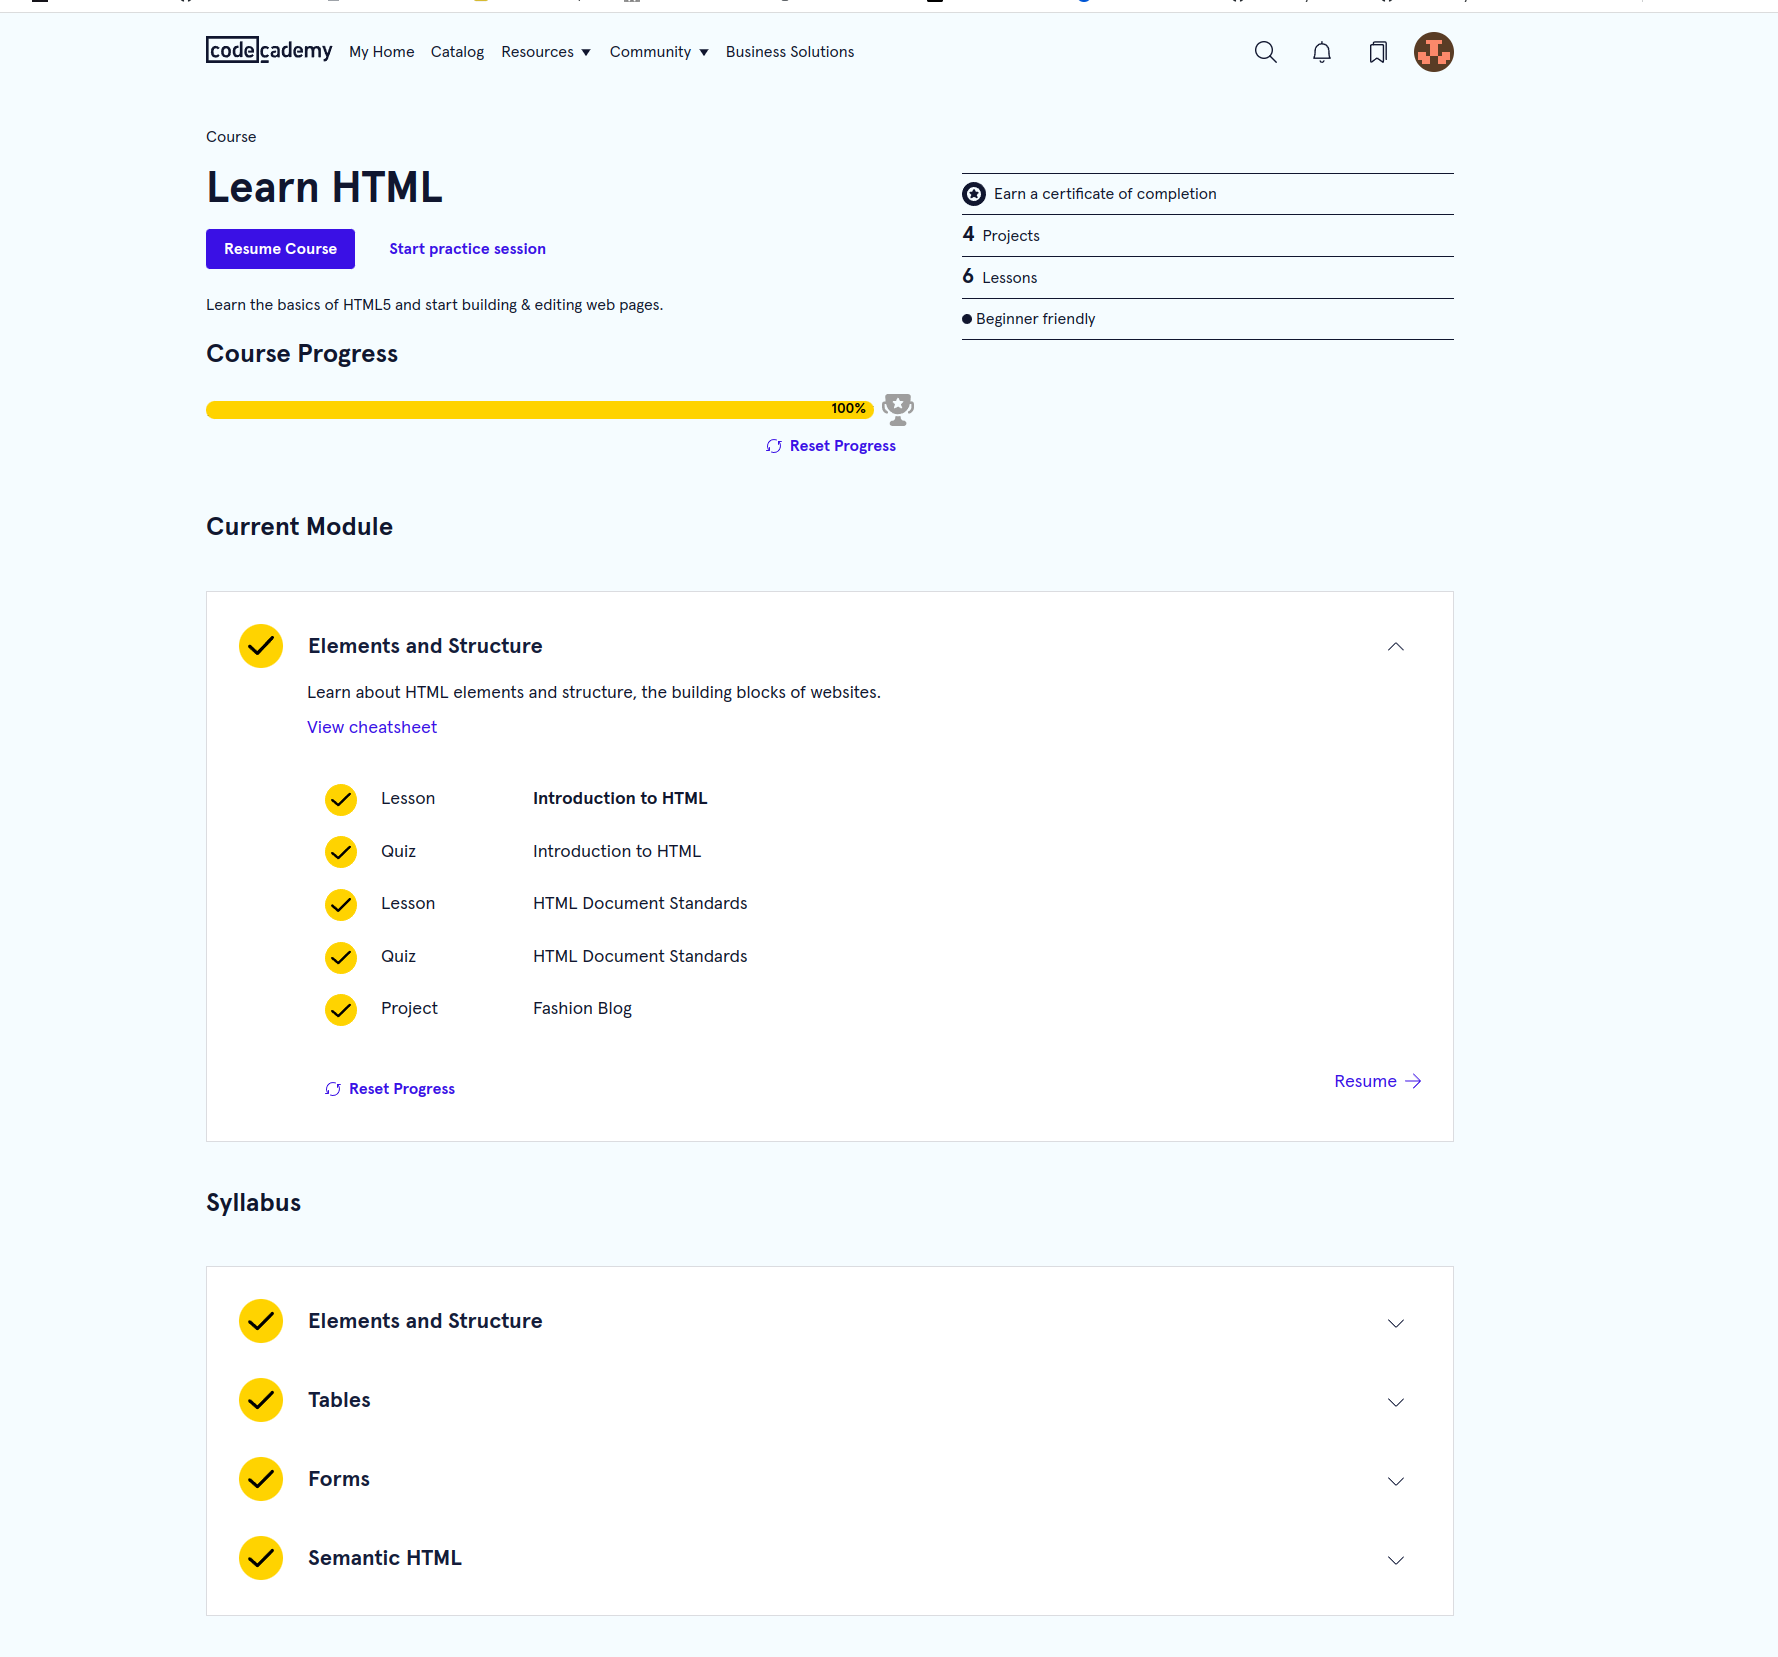 codecademy My Home Catalog Resources Community Business Solutions
Course
Learn HTML
Resume Course Start practice session
Learn the basics of HTML5 and start building & editing web pages.
Earn a certificate of completion
4 Projects
6 Lessons
Beginner friendly
Course Progress
100%
Reset Progress
Current Module
Elements and Structure
Learn about HTML elements and structure, the building blocks of websites.
View cheatsheet
Lesson Introduction to HTML
Quiz Introduction to HTML
Lesson HTML Document Standards
Quiz HTML Document Standards
Project Fashion Blog
Reset Progress
Resume
Syllabus
Elements and Structure
Tables
Forms
Semantic HTML